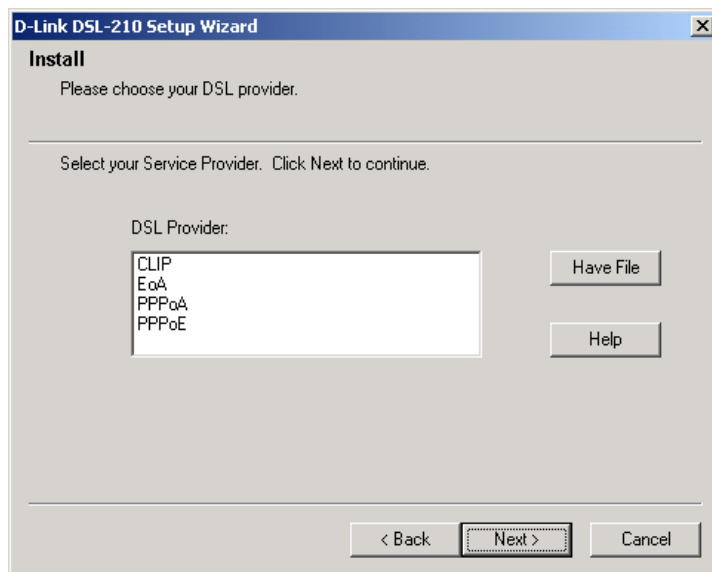 D-Link DSL-210 Setup Wizard
Install
Please choose your DSL provider.
Select your Service Provider.  Click Next to continue.
DSL Provider:
CLIP
EoA
PPPoA
PPPoE
Have File
Help
< Back
Next >
Cancel